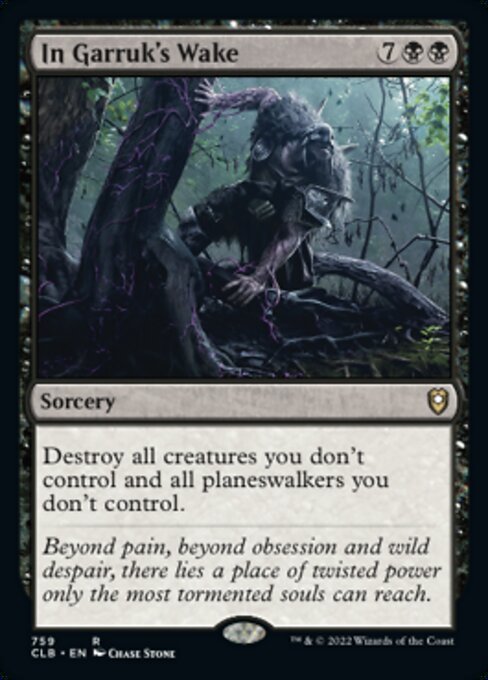 In Garruk's Wake 7
Sorcery
Destroy all creatures you don't
control and all planeswalkers you
don't control.
Beyond pain, beyond obsession and wild
despair, there lies a place of twisted power
only the most tormented souls can reach.
759 R
CLB • EN Chase Stone
™ & © 2022 Wizards of the Coast